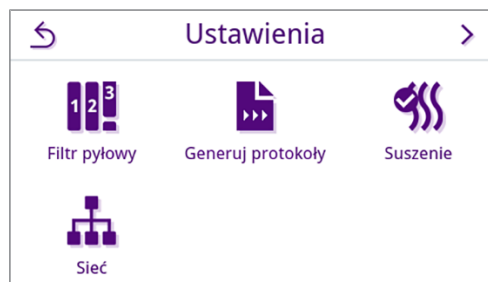 Ustawienia
1 2 3
Filtr pyłowy
Generuj protokoły
Suszenie
Sieć